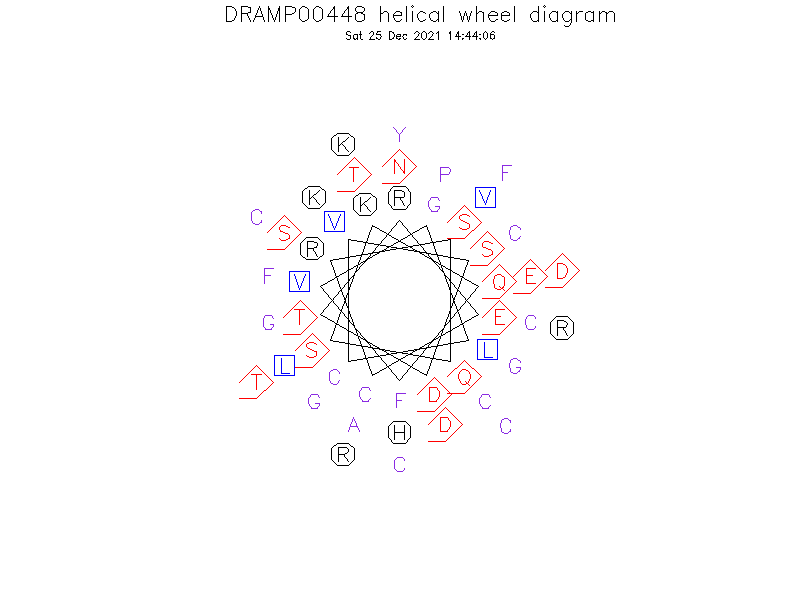 DRAMP00448 helical wheel diagram
Sat 25 Dec 2021 14:44:06
Y
K
T N P F
K K R G V
C V S C
S R S
F V Q E D
G T E C R
S L
T L C G
G C F D Q C
A H D C
R C